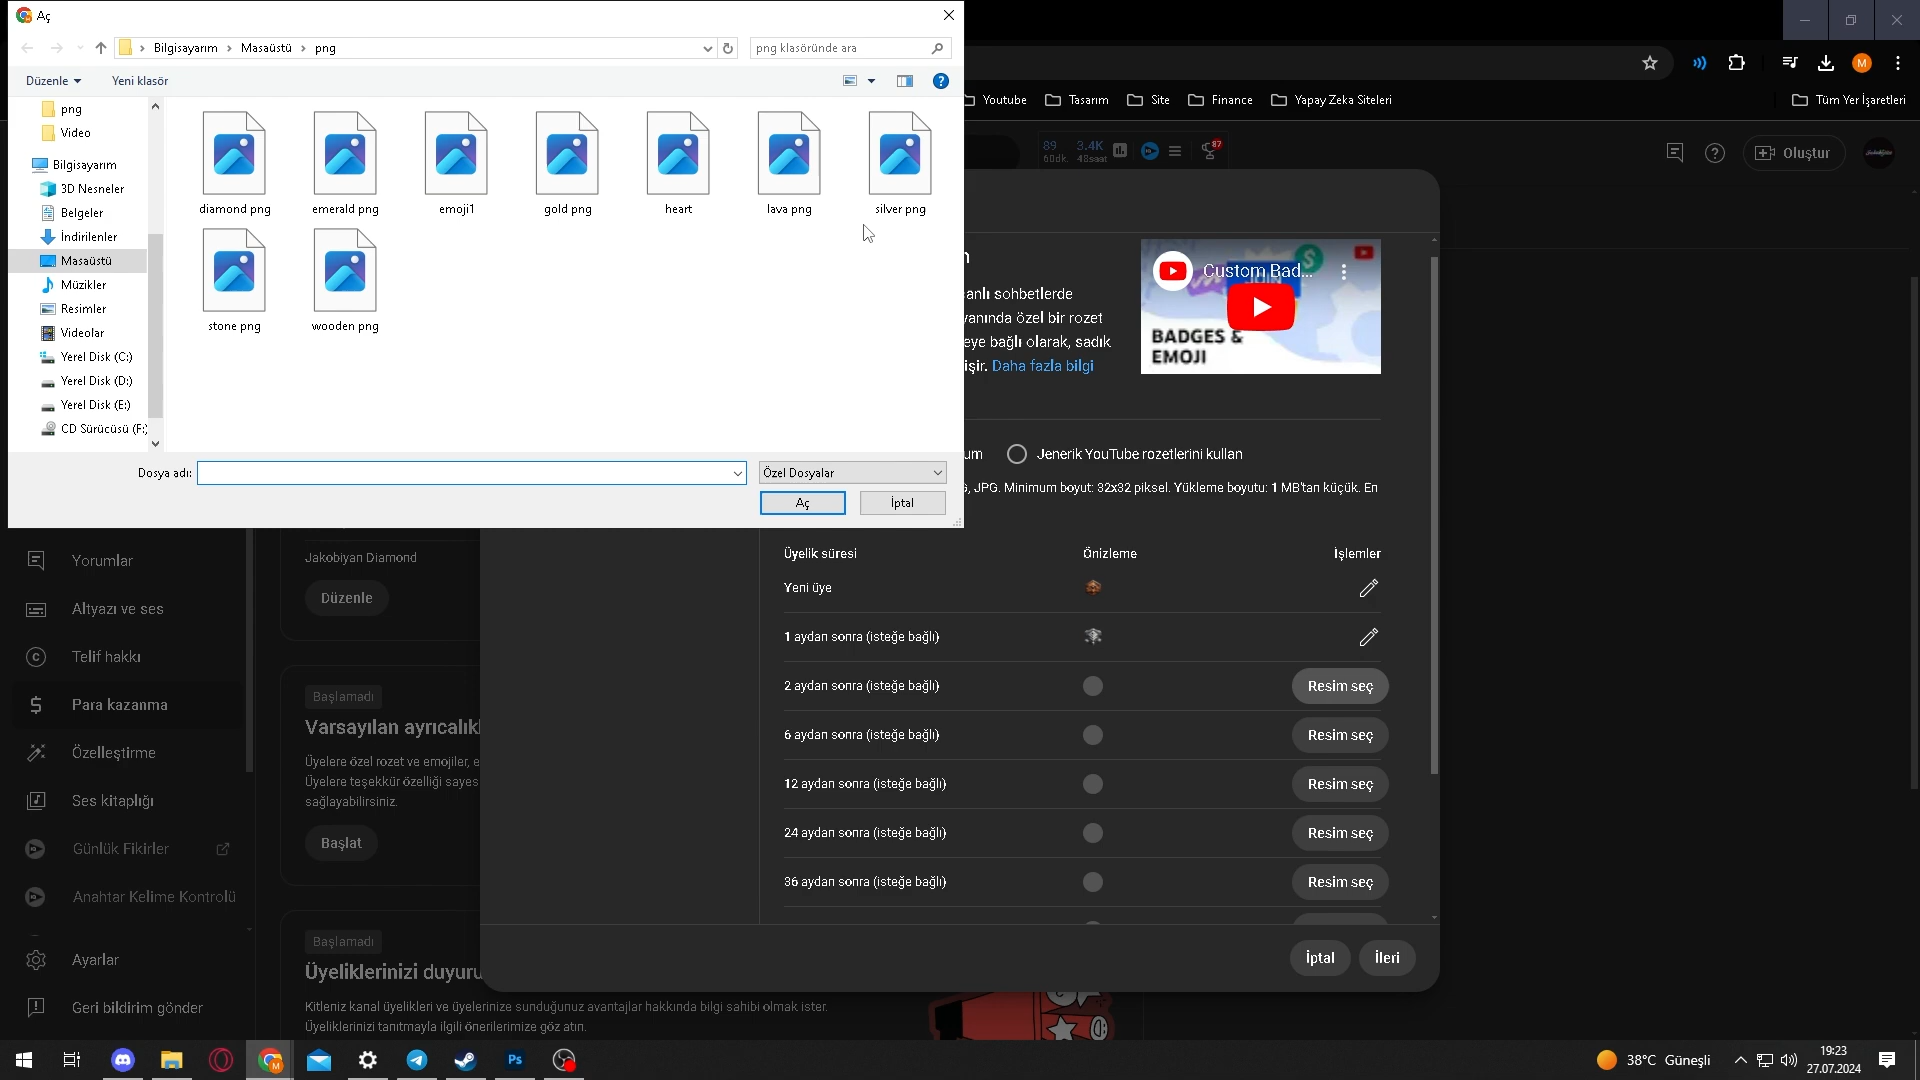 Aç
Bilgisayarım > Masaüstü > png
png klasöründe ara
Düzenle
Yeni klasör
png
Video
Bilgisayarım
3D Nesneler
Belgeler
İndirilenler
Masaüstü
Müzikler
Resimler
Videolar
Yerel Disk (C:)
Yerel Disk (D:)
Yerel Disk (E:)
CD Sürücüsü (F:)
diamond png
emerald png
emoji1
gold png
heart
lava png
silver png
stone png
wooden png
Dosya adı:
Özel Dosyalar
Aç
İptal
M
Youtube
Tasarım
Site
Finance
Yapay Zeka Siteleri
Tüm Yer İşaretleri
89
60dk.
3.4K
48saat
87
Oluştur
anlı sohbetlerde
yanında özel bir rozet
eye bağlı olarak, sadık
işir. Daha fazla bilgi
Custom Bad...
JOIN
BADGES &
EMOJI
um
Jenerik YouTube rozetlerini kullan
, JPG. Minimum boyut: 32x32 piksel. Yükleme boyutu: 1 MB'tan küçük. En
Üyelik süresi
Önizleme
İşlemler
Yeni üye
1 aydan sonra (isteğe bağlı)
2 aydan sonra (isteğe bağlı)
Resim seç
6 aydan sonra (isteğe bağlı)
Resim seç
12 aydan sonra (isteğe bağlı)
Resim seç
24 aydan sonra (isteğe bağlı)
Resim seç
36 aydan sonra (isteğe bağlı)
Resim seç
İptal
İleri
Yorumlar
Altyazı ve ses
Telif hakkı
Para kazanma
Özelleştirme
Ses kitaplığı
Günlük Fikirler
Anahtar Kelime Kontrolü
Ayarlar
Geri bildirim gönder
Jakobiyan Diamond
Düzenle
Başlamadı
Varsayılan ayrıcalıkl
Üyelere özel rozet ve emojiler, e
Üyelere teşekkür özelliği sayes
sağlayabilirsiniz.
Başlat
Başlamadı
Üyeliklerinizi duyuru
Kitleniz kanal üyelikleri ve üyelerinize sunduğunuz avantajlar hakkında bilgi sahibi olmak ister.
Üyeliklerinizi tanıtmayla ilgili önerilerimize göz atın.
Ps
38°C Güneşli
19:23
27.07.2024